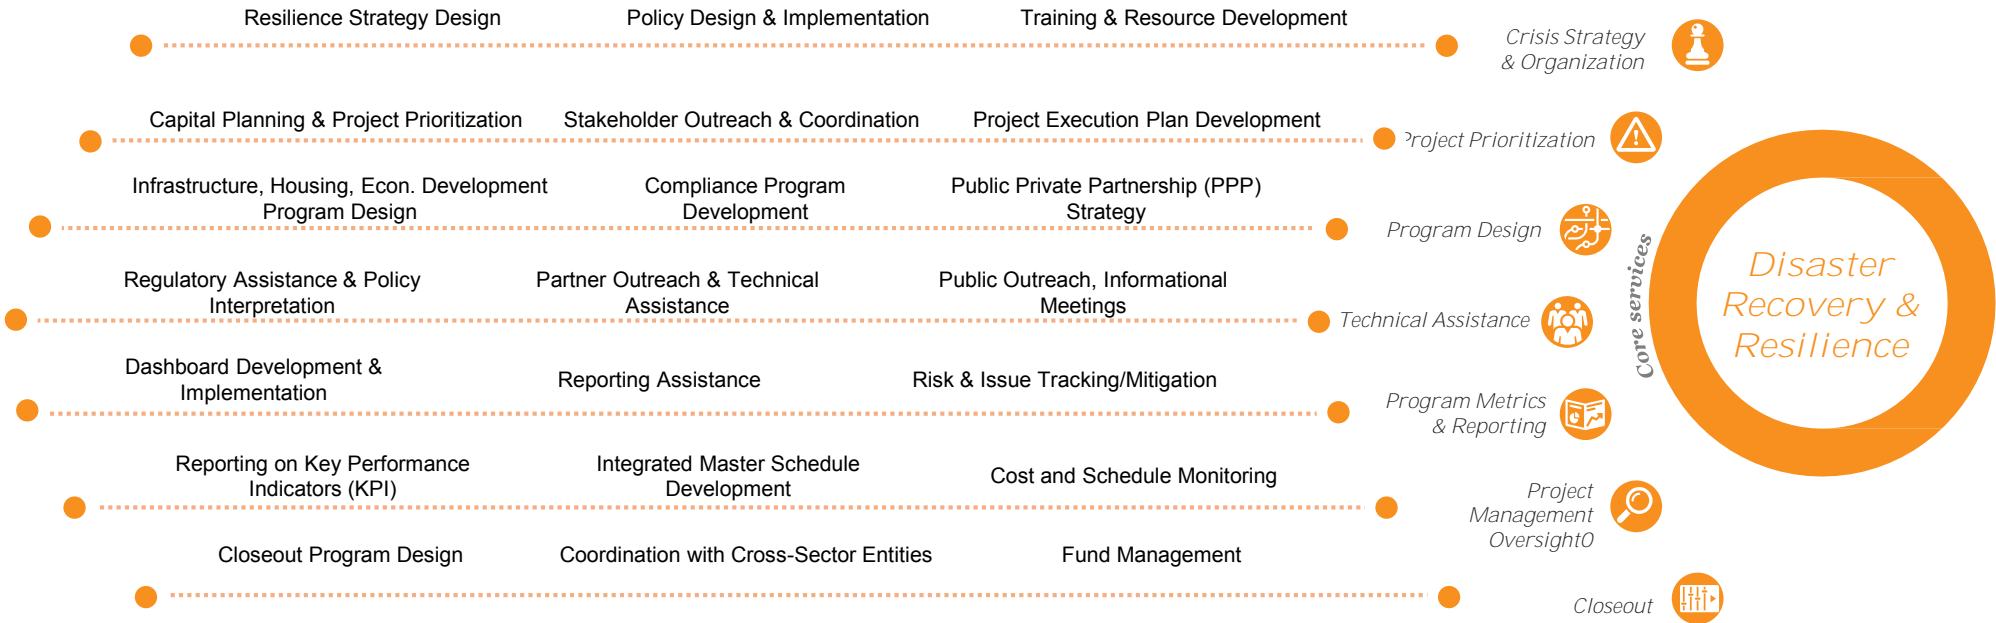 Resilience Strategy Design
Policy Design & Implementation
Training & Resource Development
Crisis Strategy
& Organization
Capital Planning & Project Prioritization
Stakeholder Outreach & Coordination
Project Execution Plan Development
Project Prioritization
Infrastructure, Housing, Econ. Development
Program Design
Compliance Program
Development
Public Private Partnership (PPP)
Strategy
Program Design
Regulatory Assistance & Policy
Interpretation
Partner Outreach & Technical
Assistance
Public Outreach, Informational
Meetings
Technical Assistance
Dashboard Development &
Implementation
Reporting Assistance
Risk & Issue Tracking/Mitigation
Program Metrics
& Reporting
Reporting on Key Performance
Indicators (KPI)
Integrated Master Schedule
Development
Cost and Schedule Monitoring
Project
Management
Oversight0
Closeout Program Design
Coordination with Cross-Sector Entities
Fund Management
Closeout
Core services
Disaster
Recovery &
Resilience